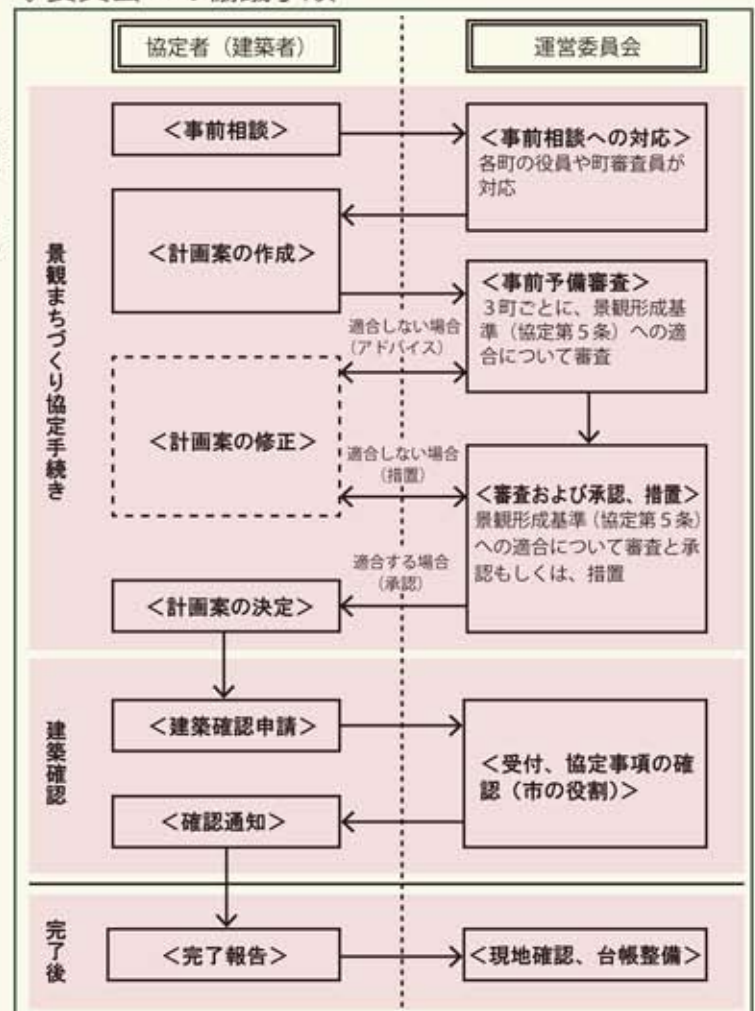 協定者（建築者）
運営委員会
景観まちづくり協定手続き
＜事前相談＞
＜事前相談への対応＞
各町の役員や町審査員が
対応
＜計画案の作成＞
＜事前予備審査＞
３町ごとに、景観形成基
準（協定第５条）への適
合について審査
適合しない場合
（アドバイス）
＜計画案の修正＞
適合しない場合
（措置）
＜審査および承認、措置＞
景観形成基準（協定第５条）
への適合について審査と承
認もしくは、措置
適合する場合
（承認）
＜計画案の決定＞
建築確認
＜建築確認申請＞
＜受付、協定事項の確
認（市の役割）＞
＜確認通知＞
完了後
＜完了報告＞
＜現地確認、台帳整備＞